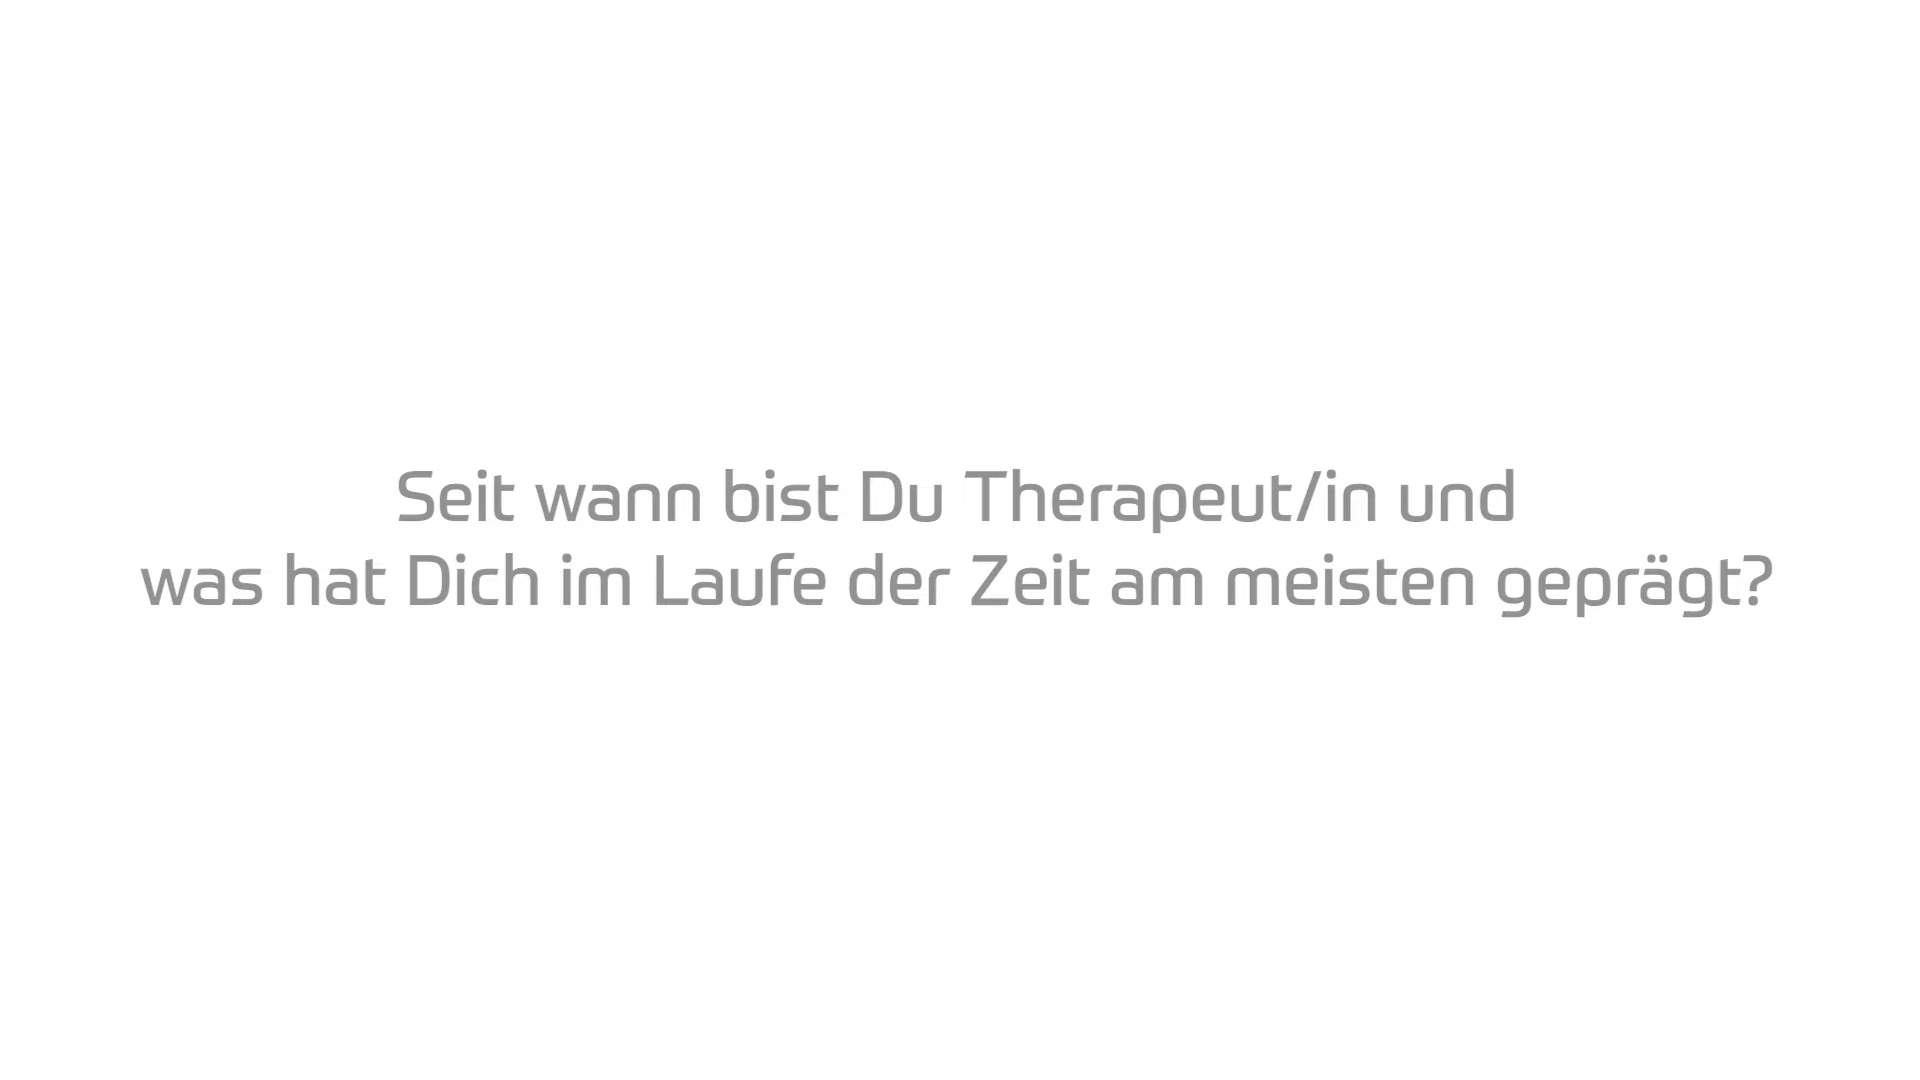 Seit wann bist Du Therapeut/in und
was hat Dich im Laufe der Zeit am meisten geprägt?